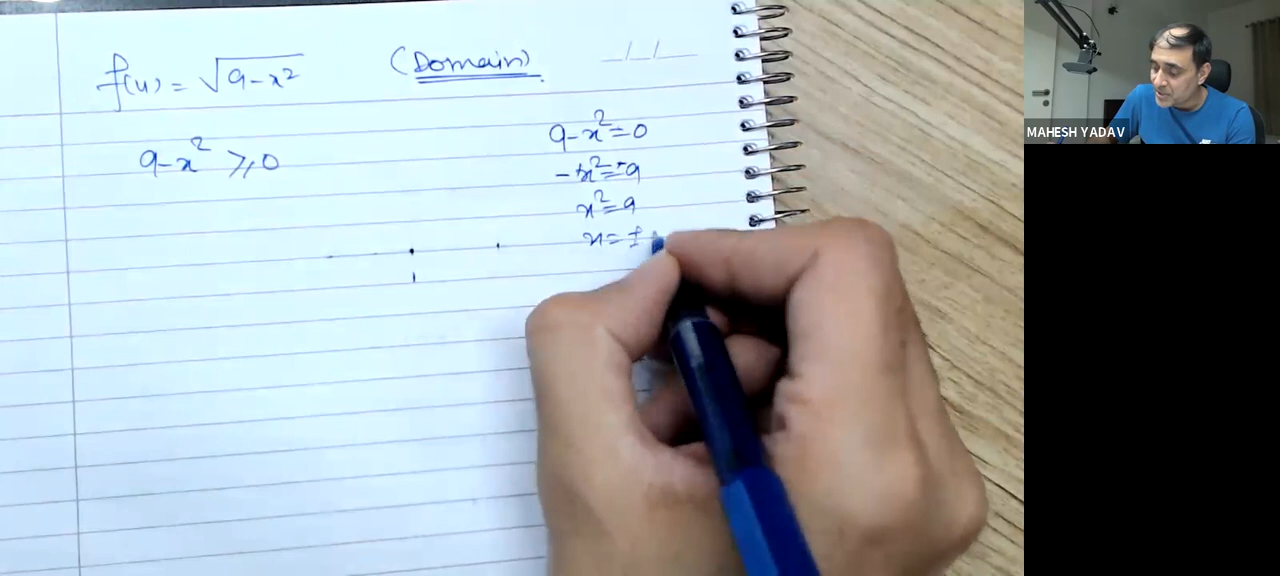 f(x) = √9-x² (Domain)
9-x² ≥ 0
9-x² = 0
-x² = -9
x² = 9
x = ±
MAHESH YADAV